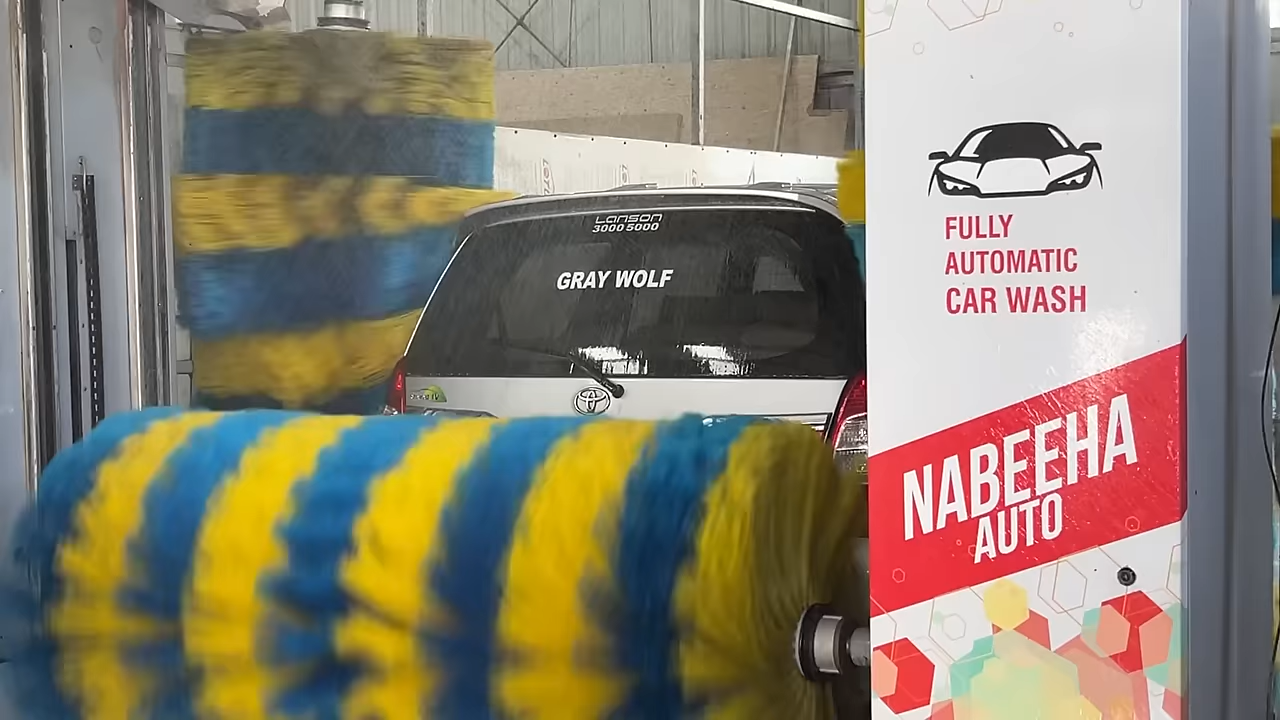 Lanson
3000 5000
GRAY WOLF
FULLY
AUTOMATIC
CAR WASH
NABEEHA
AUTO